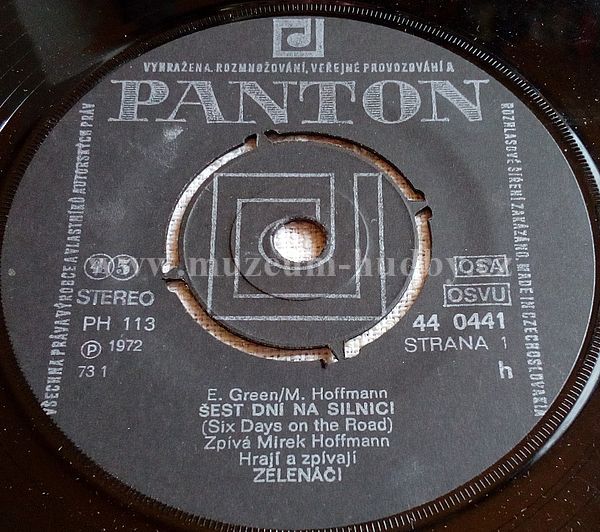 VYHRAŽENA. ROZMNOŽOVÁNÍ, VEŘEJNÉ PROVOZOVÁNÍ A
PANTON
VŠECHNA PRÁVA VÝROBCE A VLASTNÍKŮ AUTORSKÝCH PRÁV
ROZHLASOVÉ ŠÍŘENÍ ZAKÁZÁNO. MADE IN CZECHOSLOVAKIA
www.muzeum-hudby.cz
45
STEREO
PH 113
P 1972
73 1
OSA
OSVU
44 0441
STRANA 1
h
E. Green/M. Hoffmann
ŠEST DNÍ NA SILNICI
(Six Days on the Road)
Zpívá Mirek Hoffmann
Hrají a zpívají
ZELENÁČI